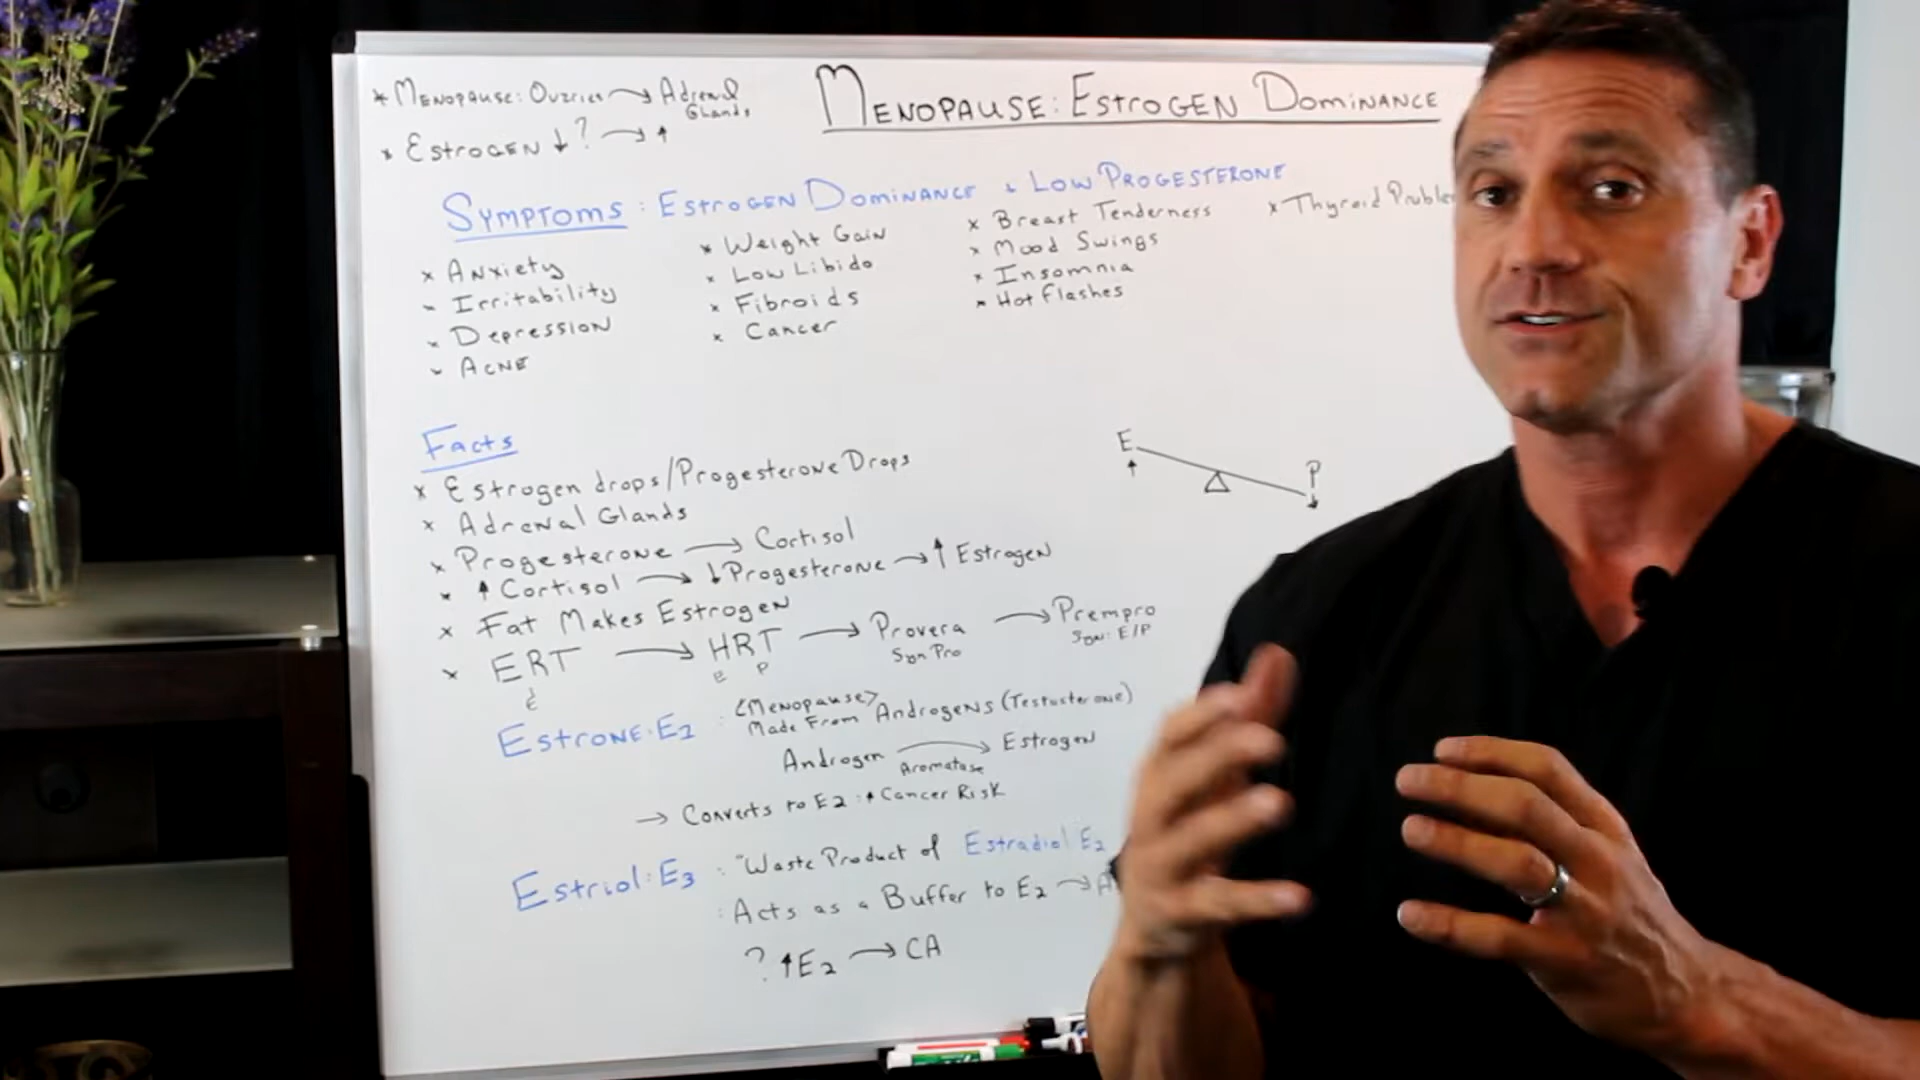 MENOPAUSE: ESTROGEN DOMINANCE
* MENOPAUSE: Ovaries → Adrenal Glands
* ESTROGEN ↓? → ↑
SYMPTOMS: ESTROGEN DOMINANCE & LOW PROGESTERONE
x Anxiety
- Irritability
x Depression
x ACNE
* Weight Gain
x Low Libido
x Fibroids
x Cancer
x Breast Tenderness
x Mood Swings
* Insomnia
* Hot Flashes
x Thyroid Problem
Facts
x Estrogen drops/Progesterone Drops
x Adrenal Glands
x Progesterone → Cortisol
* ↑ Cortisol → ↓ Progesterone → ↑ Estrogen
x Fat Makes Estrogen
x ERT → HRT → Provera → Prempro
E E P Syn Pro Syn: E/P
ESTRONE: E1 : <Menopause>
Made From Androgens (Testosterone)
Androgen → Estrogen
Aromatase
→ Converts to E2 : ↑ Cancer Risk
Estriol: E3 : "Waste Product of Estradiol E2
: Acts as a Buffer to E2 →
? ↑E2 → CA
E ↑
P ↓